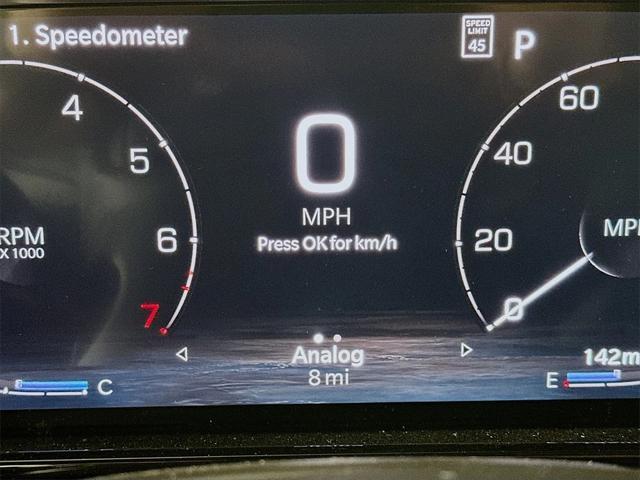 1. Speedometer
SPEED
LIMIT
45
P
4
5
6
7
RPM
X 1000
0
MPH
Press OK for km/h
60
40
20
0
Analog
8 mi
C
E